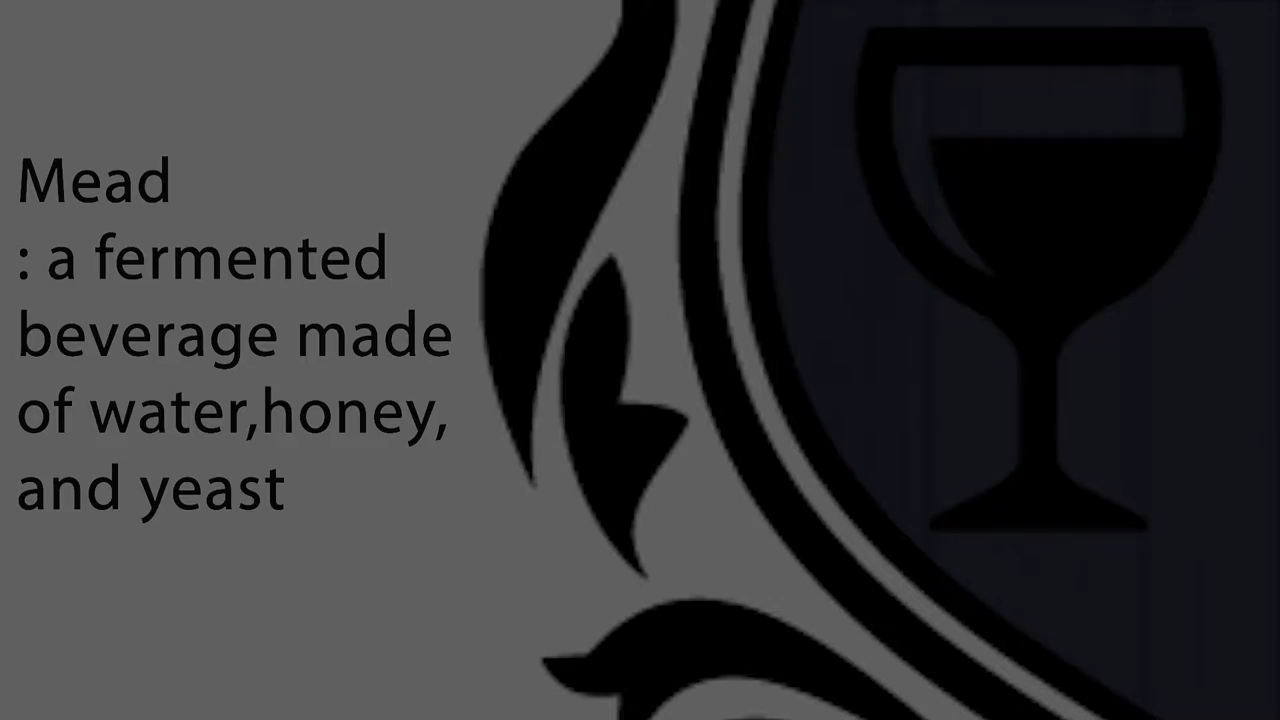 Mead
: a fermented
beverage made
of water,honey,
and yeast